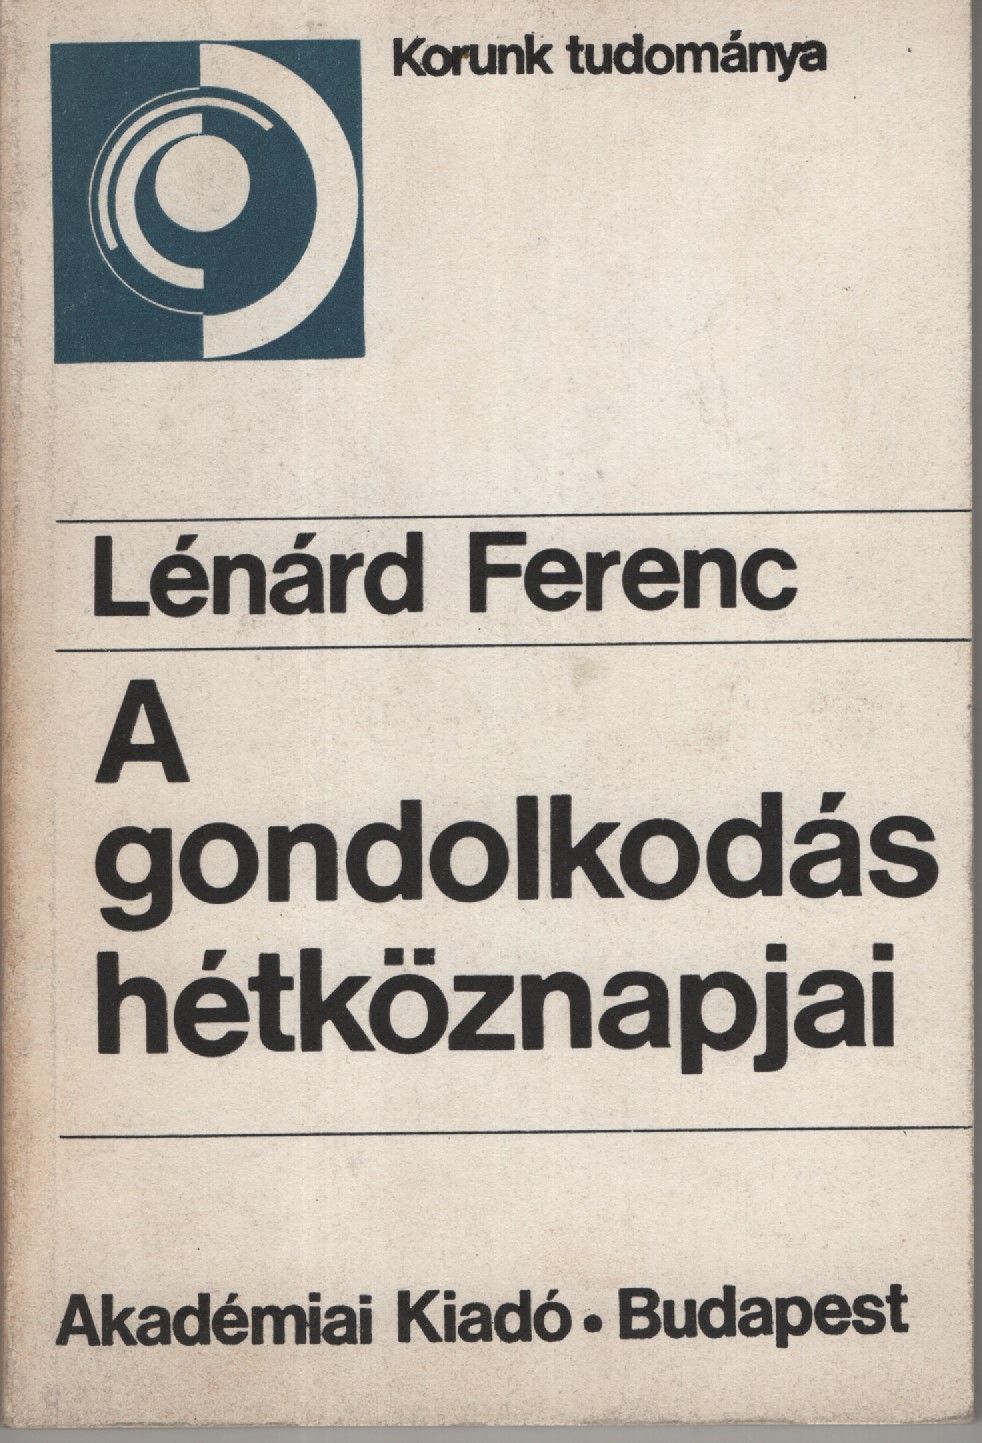 Korunk tudománya
Lénárd Ferenc
A
gondolkodás
hétköznapjai
Akadémiai Kiadó • Budapest